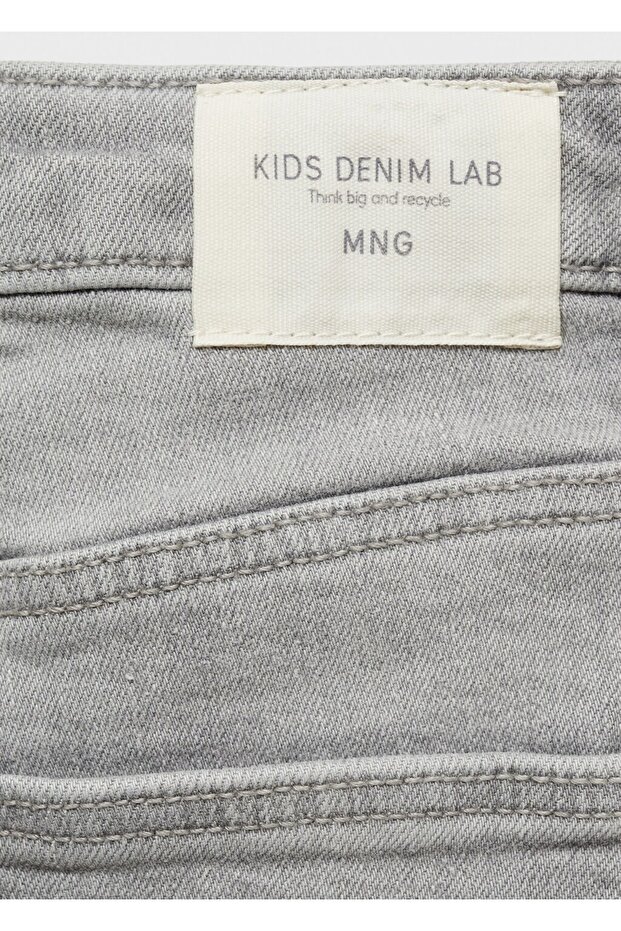 KIDS DENIM LAB
Think big and recycle
MNG